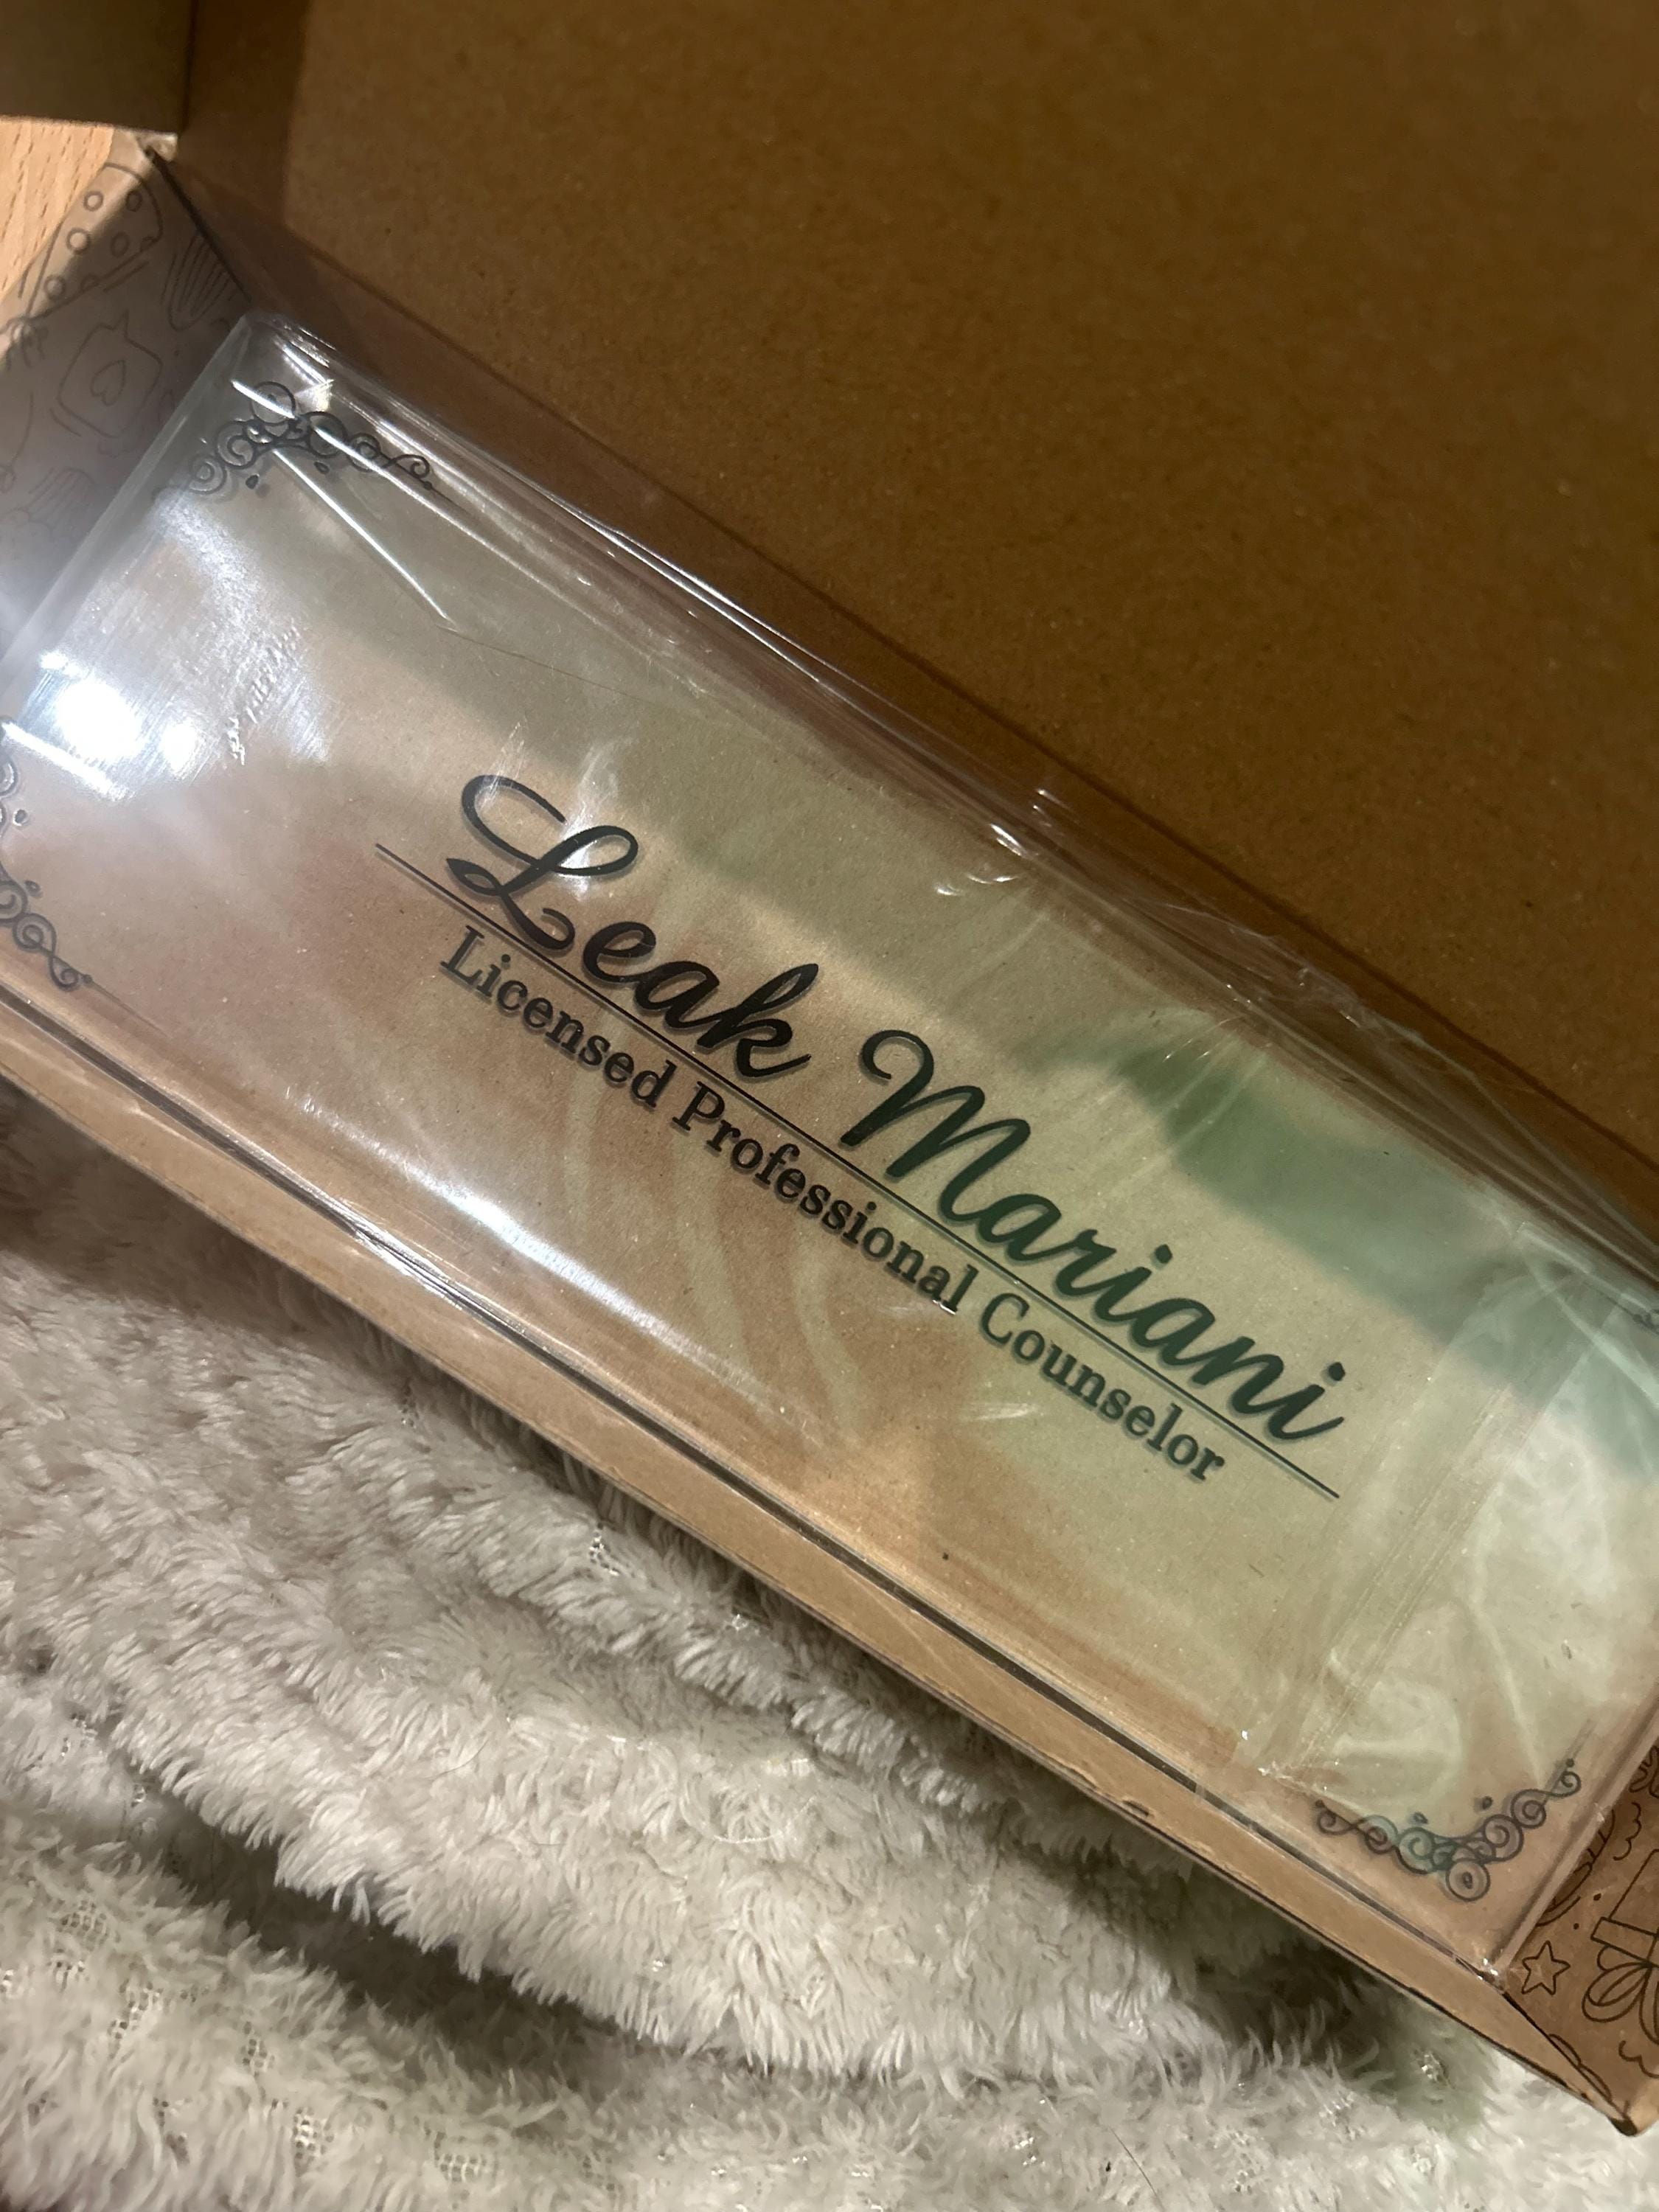 Leak Mariani
Licensed Professional Counselor